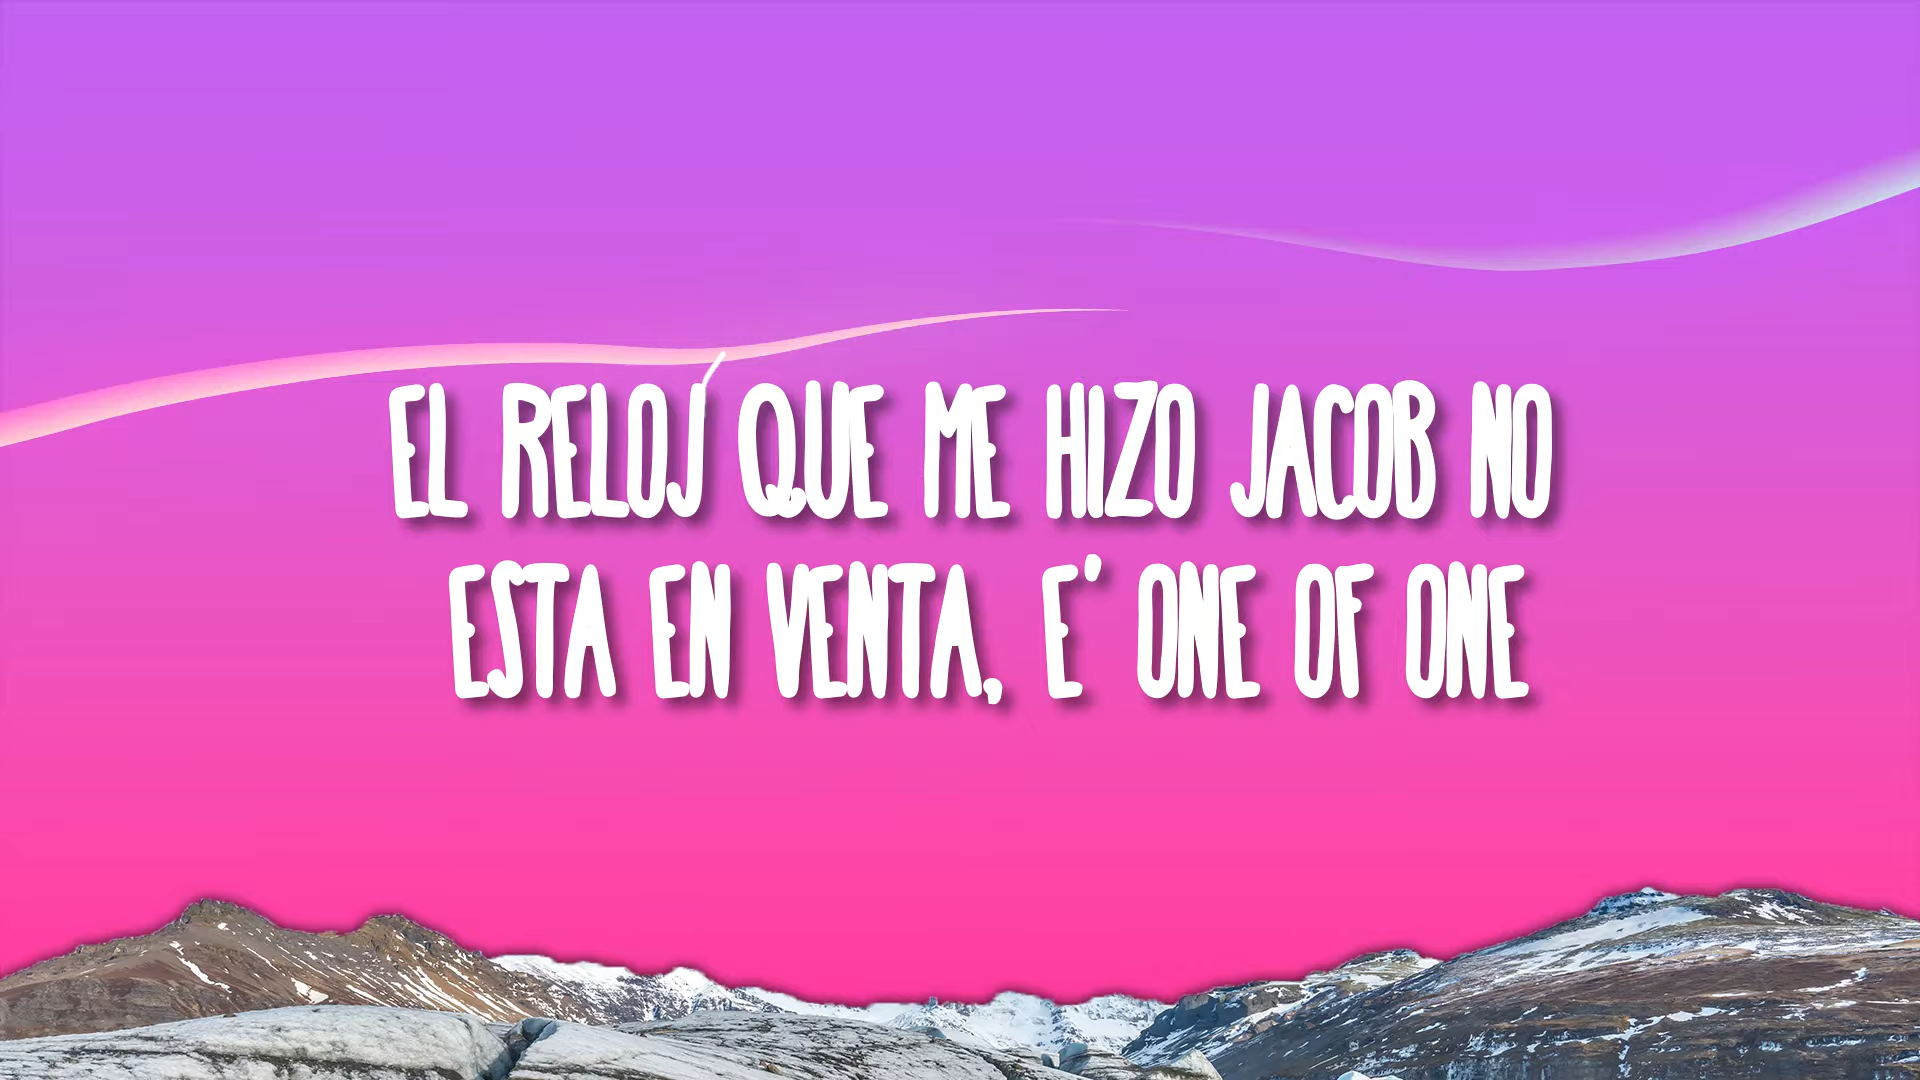 EL RELOJ́ QUE ME HIZO JACOB NO
ESTA EN VENTA, E' ONE OF ONE